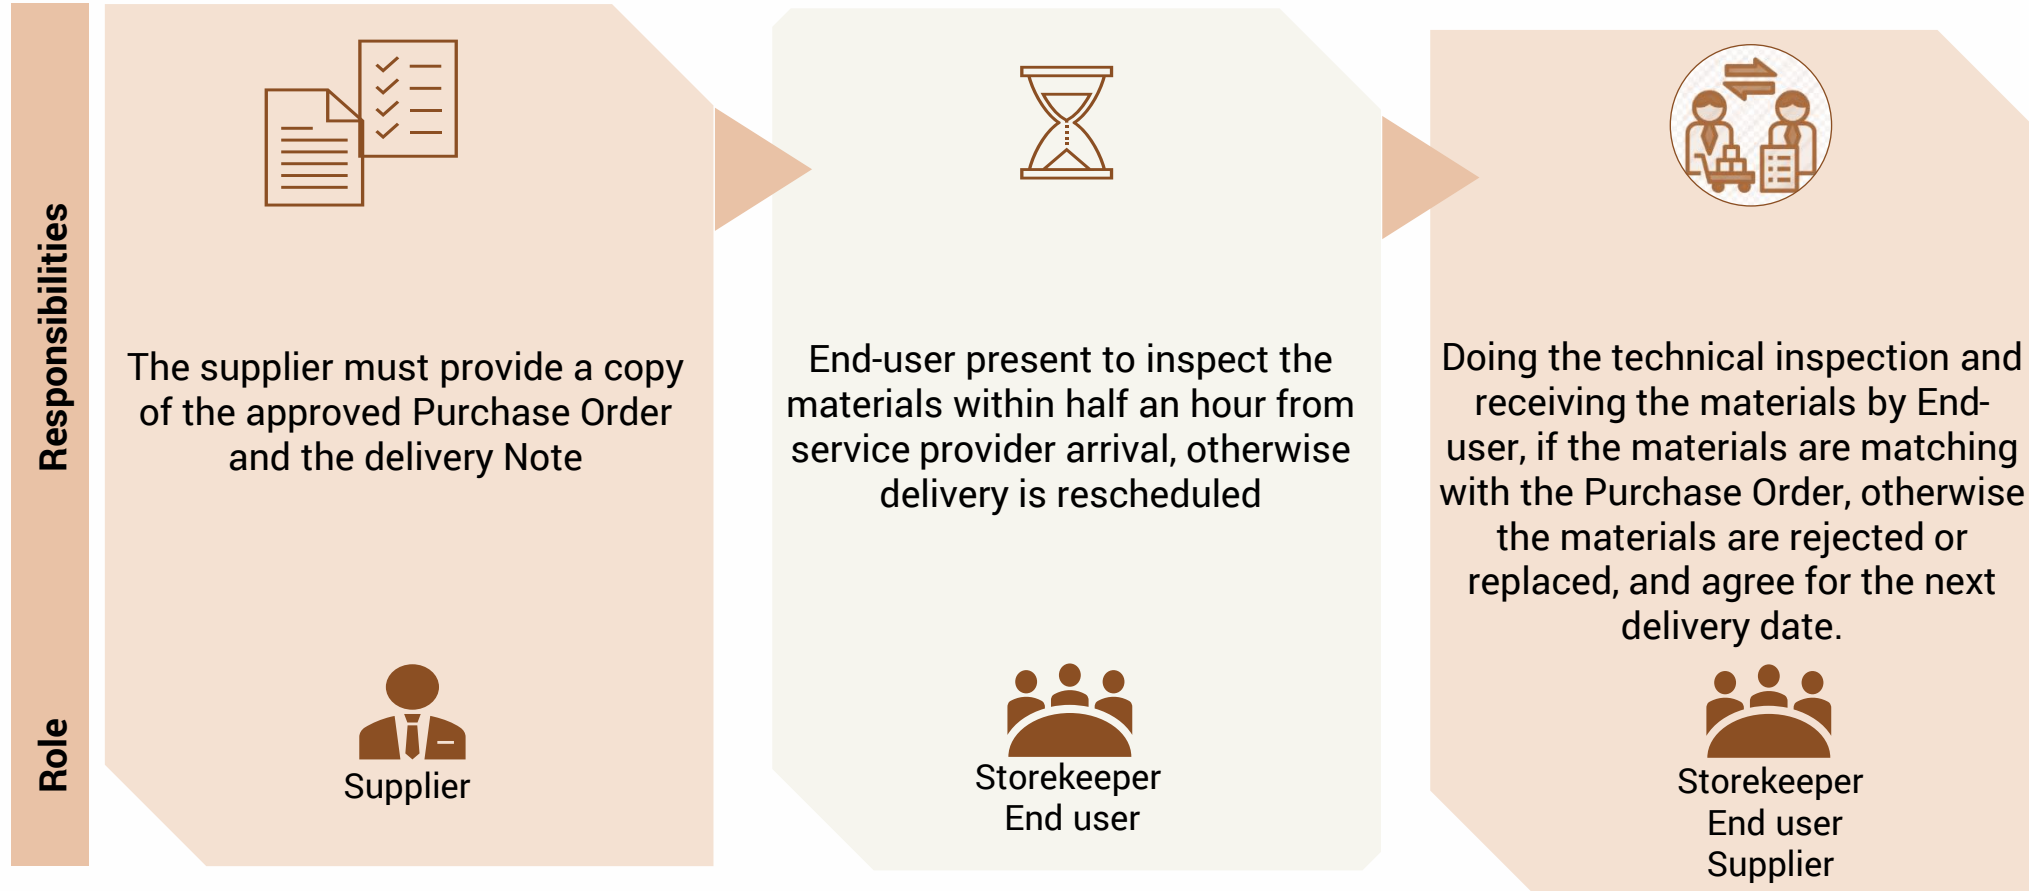 Responsibilities
The supplier must provide a copy
of the approved Purchase Order
and the delivery Note
End-user present to inspect the
materials within half an hour from
service provider arrival, otherwise
delivery is rescheduled
Doing the technical inspection and
receiving the materials by End-
user, if the materials are matching
with the Purchase Order, otherwise
the materials are rejected or
replaced, and agree for the next
delivery date.
Role
Supplier
Storekeeper
End user
Storekeeper
End user
Supplier